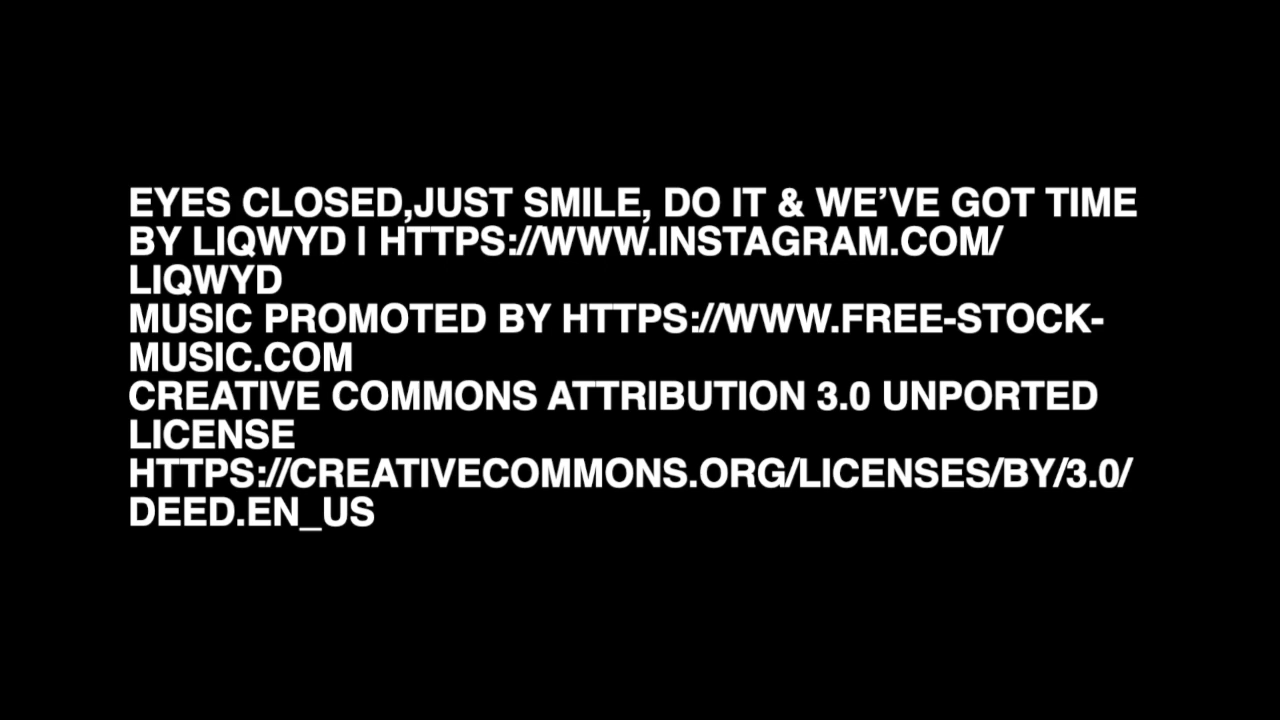 EYES CLOSED,JUST SMILE, DO IT & WE’VE GOT TIME
BY LIQWYD | HTTPS://WWW.INSTAGRAM.COM/
LIQWYD
MUSIC PROMOTED BY HTTPS://WWW.FREE-STOCK-
MUSIC.COM
CREATIVE COMMONS ATTRIBUTION 3.0 UNPORTED
LICENSE
HTTPS://CREATIVECOMMONS.ORG/LICENSES/BY/3.0/
DEED.EN_US